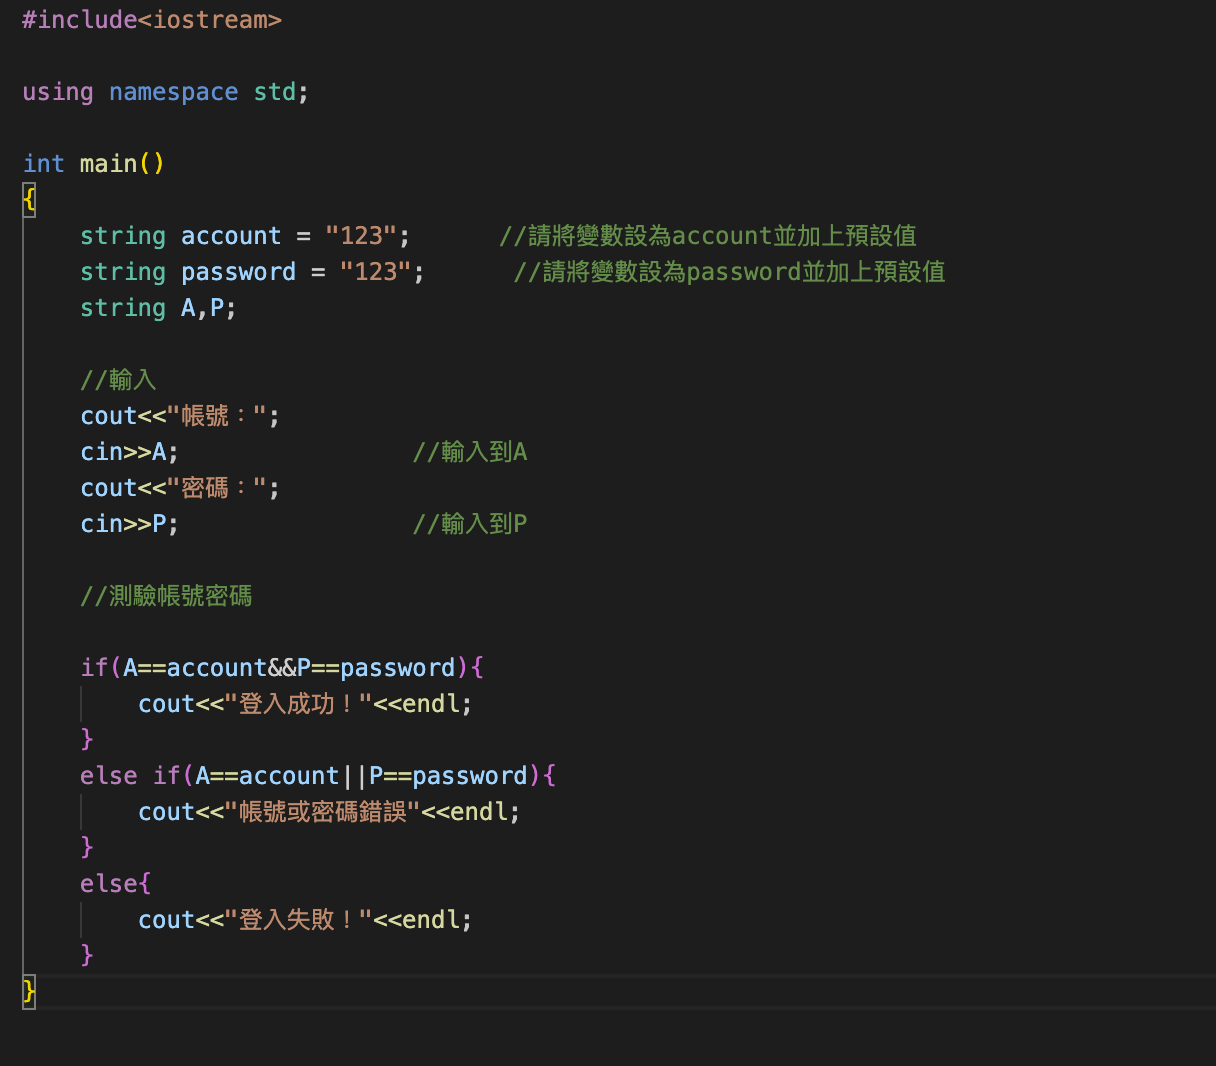 #include<iostream>
using namespace std;
int main()
{
    string account = "123";      //請將變數設為account並加上預設值
    string password = "123";      //請將變數設為password並加上預設值
    string A,P;
    //輸入
    cout<<"帳號：";
    cin>>A;                //輸入到A
    cout<<"密碼：";
    cin>>P;                //輸入到P
    //測驗帳號密碼
    if(A==account&&P==password){
        cout<<"登入成功！"<<endl;
    }
    else if(A==account||P==password){
        cout<<"帳號或密碼錯誤"<<endl;
    }
    else{
        cout<<"登入失敗！"<<endl;
    }
}